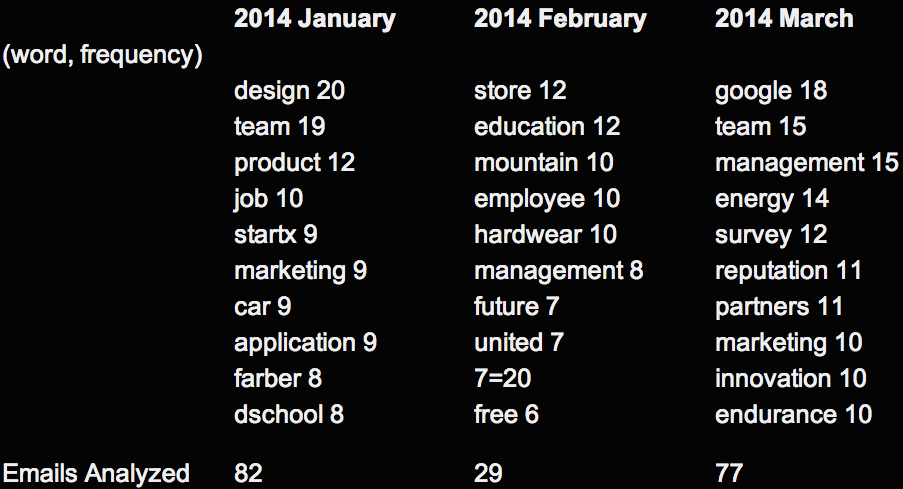 2014 January 2014 February 2014 March
(word, frequency)
design 20 store 12 google 18
team 19 education 12 team 15
product 12 mountain 10 management 15
job 10 employee 10 energy 14
startx 9 hardwear 10 survey 12
marketing 9 management 8 reputation 11
car 9 future 7 partners 11
application 9 united 7 marketing 10
farber 8 7=20 innovation 10
dschool 8 free 6 endurance 10
Emails Analyzed 82 29 77